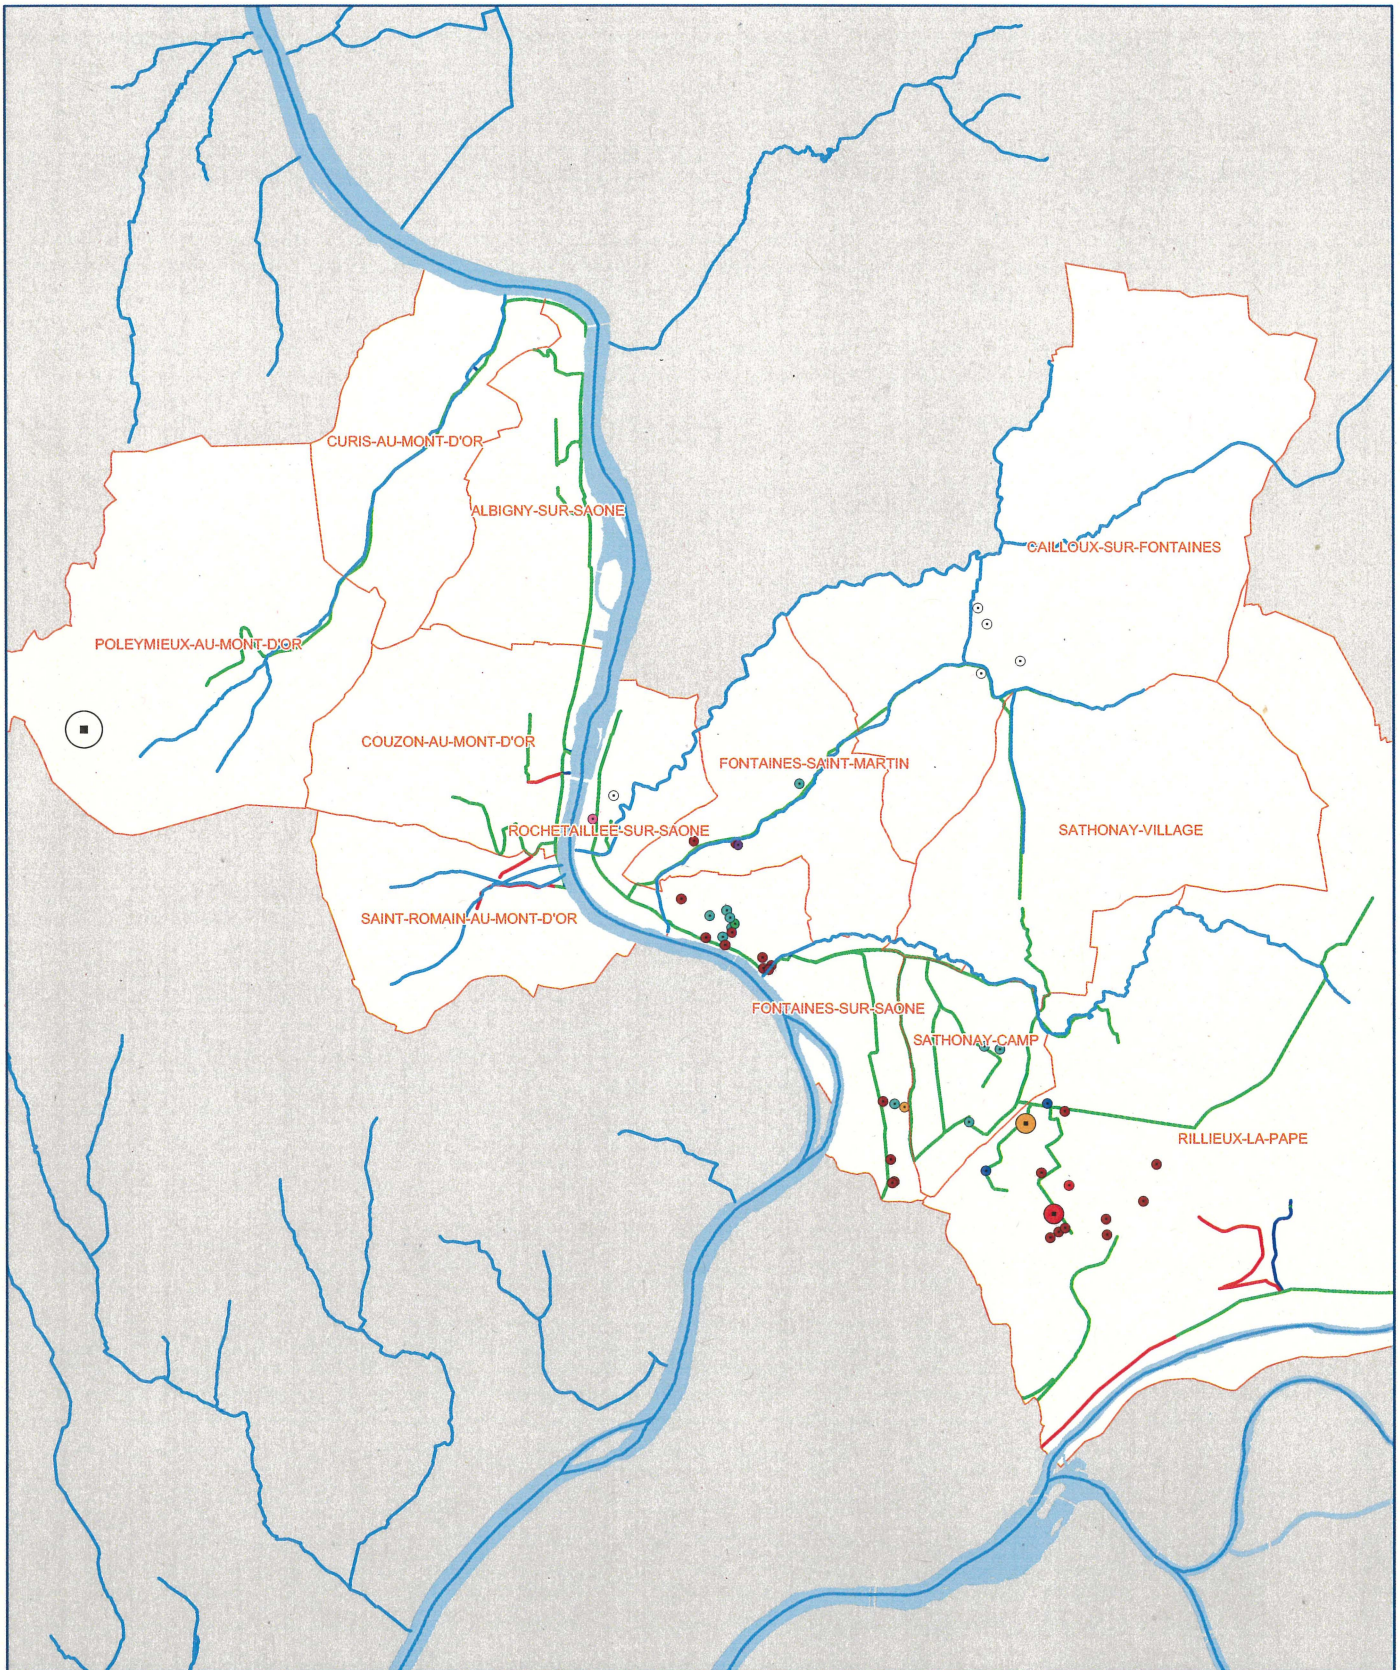 CURIS-AU-MONT-D'OR
ALBIGNY-SUR-SAONE
CAILLOUX-SUR-FONTAINES
POLEYMIEUX-AU-MONT-D'OR
COUZON-AU-MONT-D'OR
FONTAINES-SAINT-MARTIN
ROCHETAILLEE-SUR-SAONE
SATHONAY-VILLAGE
SAINT-ROMAIN-AU-MONT-D'OR
FONTAINES-SUR-SAONE
SATHONAY-CAMP
RILLIEUX-LA-PAPE